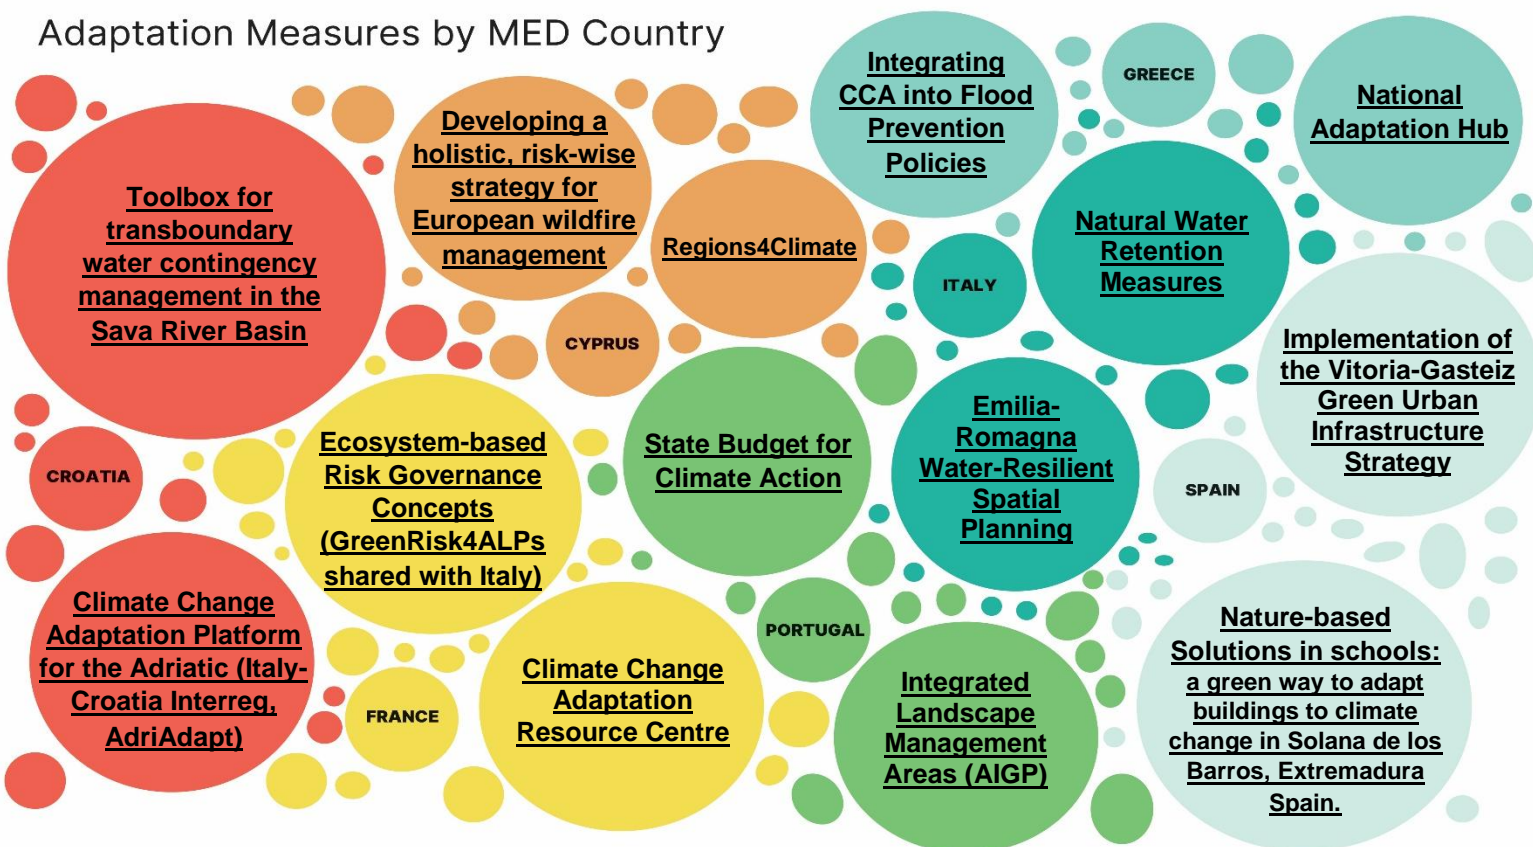 Adaptation Measures by MED Country
Toolbox for
transboundary
water contingency
management in the
Sava River Basin
CROATIA
Climate Change
Adaptation Platform
for the Adriatic (Italy-
Croatia Interreg,
AdriAdapt)
Developing a
holistic, risk-wise
strategy for
European wildfire
management
Regions4Climate
CYPRUS
Ecosystem-based
Risk Governance
Concepts
(GreenRisk4ALPs
shared with Italy)
FRANCE
Climate Change
Adaptation
Resource Centre
State Budget for
Climate Action
PORTUGAL
Integrated
Landscape
Management
Areas (AIGP)
Integrating
CCA into Flood
Prevention
Policies
GREECE
National
Adaptation Hub
ITALY
Natural Water
Retention
Measures
Emilia-
Romagna
Water-Resilient
Spatial
Planning
SPAIN
Implementation of
the Vitoria-Gasteiz
Green Urban
Infrastructure
Strategy
Nature-based
Solutions in schools:
a green way to adapt
buildings to climate
change in Solana de los
Barros, Extremadura
Spain.